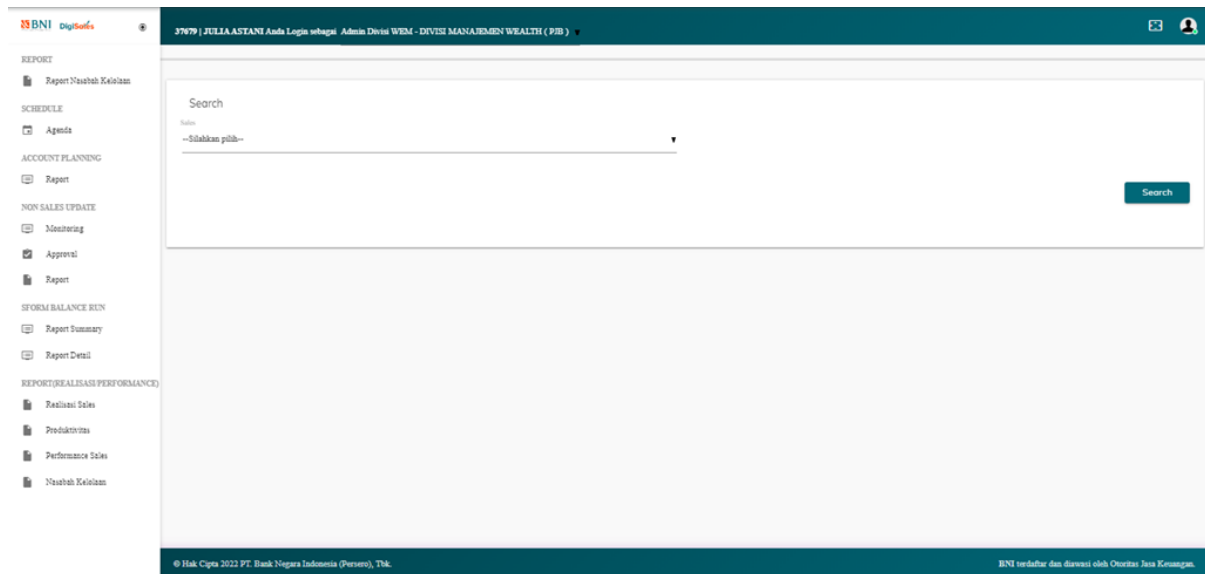 BNI DigiSales
37679 | JULIA ASTANI Anda Login sebagai Admin Divisi WEM - DIVISI MANAJEMEN WEALTH ( PJB )
REPORT
Report Nasabah Kelolaan
SCHEDULE
Agenda
ACCOUNT PLANNING
Report
NON SALES UPDATE
Monitoring
Approval
Report
SFORM BALANCE RUN
Report Summary
Report Detail
REPORT(REALISASI/PERFORMANCE)
Realisasi Sales
Produktivitas
Performance Sales
Nasabah Kelolaan
Search
Sales
--Silahkan pilih--
Search
© Hak Cipta 2022 PT. Bank Negara Indonesia (Persero), Tbk.
BNI terdaftar dan diawasi oleh Otoritas Jasa Keuangan.